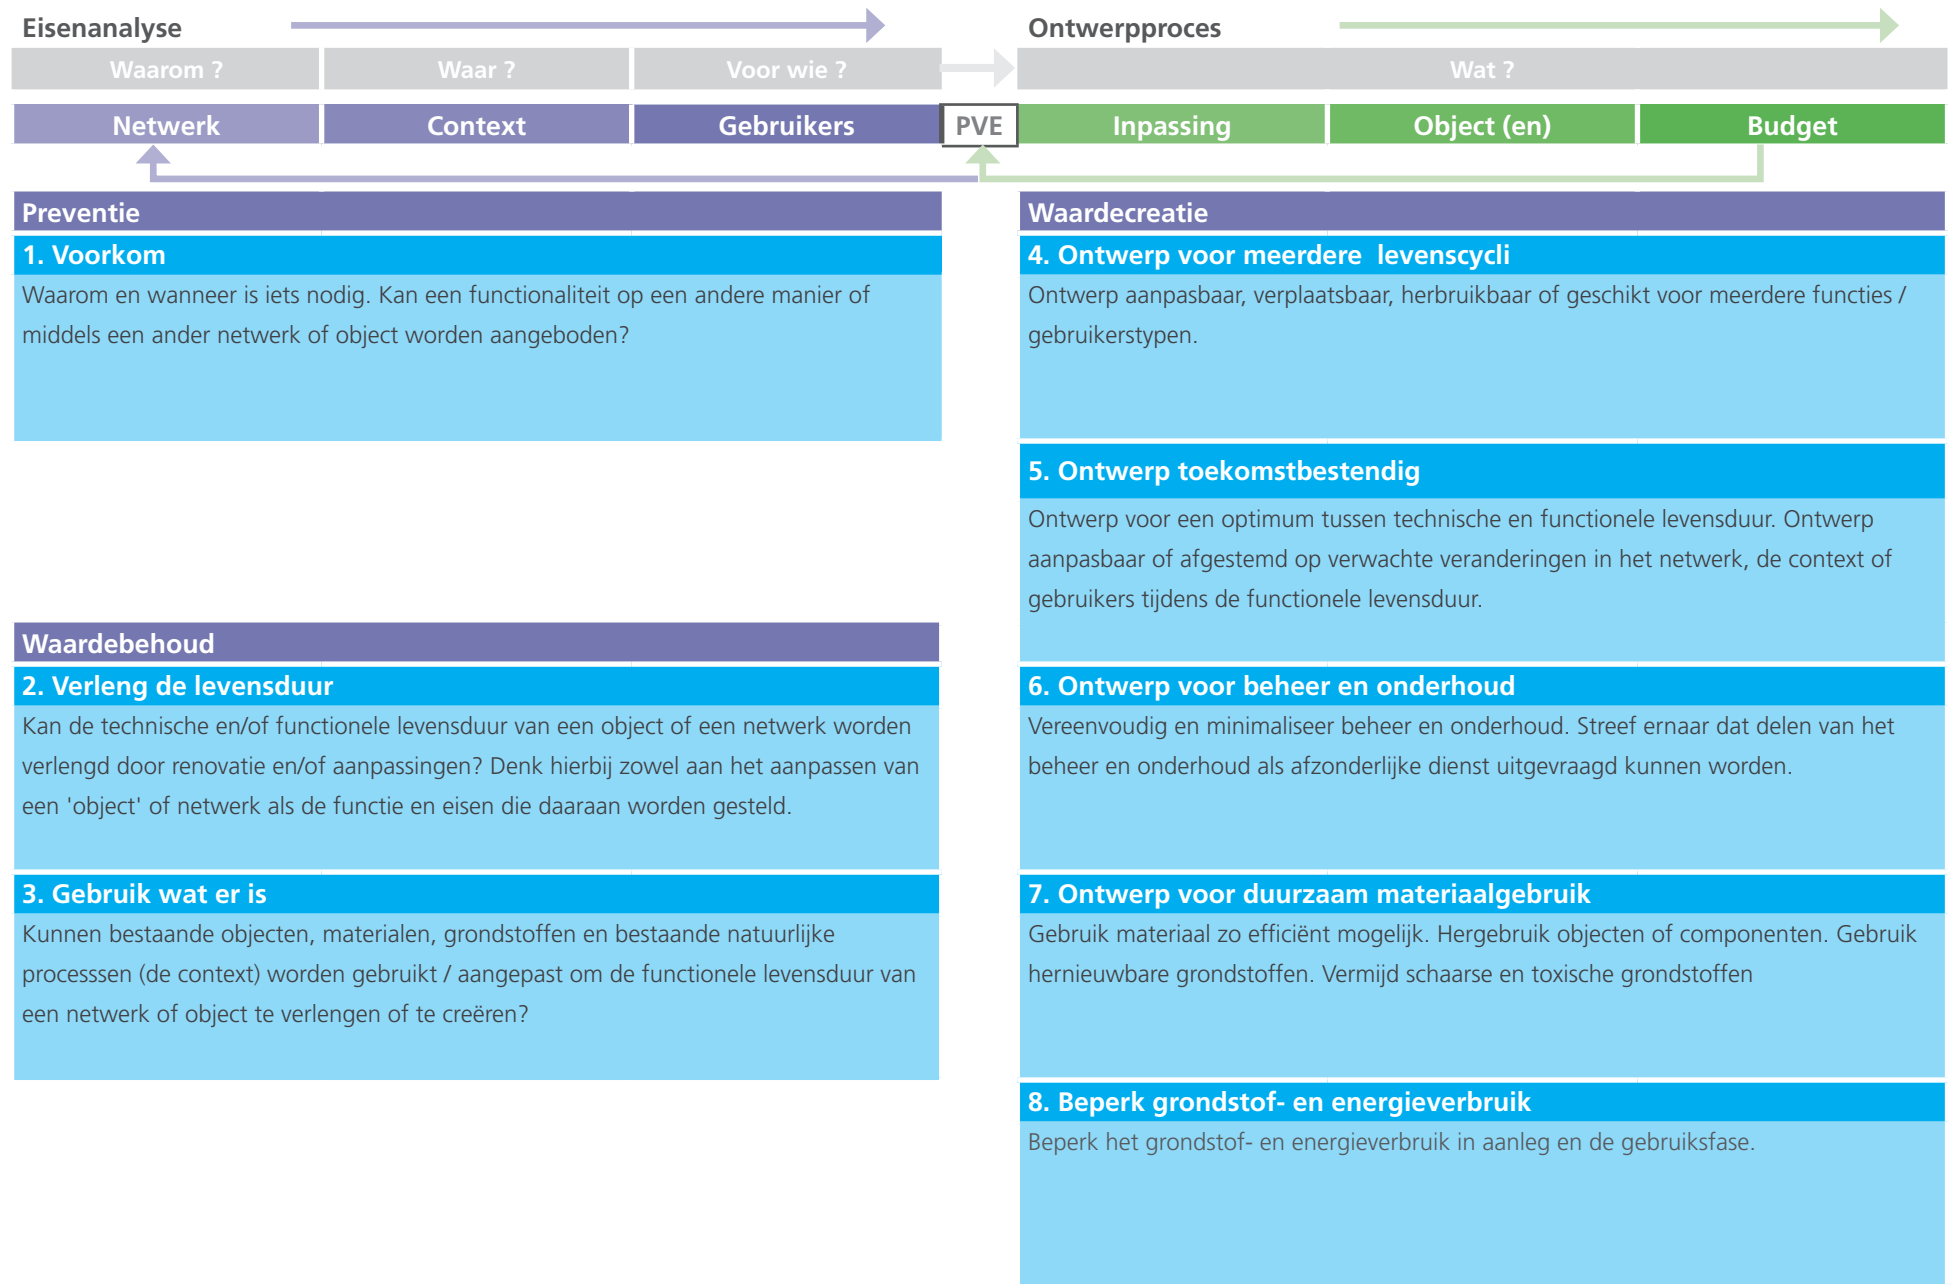 Eisenanalyse
Waarom ?
Waar ?
Voor wie ?
Netwerk
Context
Gebruikers
PVE
Ontwerpproces
Wat ?
Inpassing
Object (en)
Budget
Preventie
1. Voorkom
Waarom en wanneer is iets nodig. Kan een functionaliteit op een andere manier of
middels een ander netwerk of object worden aangeboden?
Waardebehoud
2. Verleng de levensduur
Kan de technische en/of functionele levensduur van een object of een netwerk worden
verlengd door renovatie en/of aanpassingen? Denk hierbij zowel aan het aanpassen van
een 'object' of netwerk als de functie en eisen die daaraan worden gesteld.
3. Gebruik wat er is
Kunnen bestaande objecten, materialen, grondstoffen en bestaande natuurlijke
processsen (de context) worden gebruikt / aangepast om de functionele levensduur van
een netwerk of object te verlengen of te creëren?
Waardecreatie
4. Ontwerp voor meerdere levenscycli
Ontwerp aanpasbaar, verplaatsbaar, herbruikbaar of geschikt voor meerdere functies /
gebruikerstypen.
5. Ontwerp toekomstbestendig
Ontwerp voor een optimum tussen technische en functionele levensduur. Ontwerp
aanpasbaar of afgestemd op verwachte veranderingen in het netwerk, de context of
gebruikers tijdens de functionele levensduur.
6. Ontwerp voor beheer en onderhoud
Vereenvoudig en minimaliseer beheer en onderhoud. Streef ernaar dat delen van het
beheer en onderhoud als afzonderlijke dienst uitgevraagd kunnen worden.
7. Ontwerp voor duurzaam materiaalgebruik
Gebruik materiaal zo efficiënt mogelijk. Hergebruik objecten of componenten. Gebruik
hernieuwbare grondstoffen. Vermijd schaarse en toxische grondstoffen
8. Beperk grondstof- en energieverbruik
Beperk het grondstof- en energieverbruik in aanleg en de gebruiksfase.